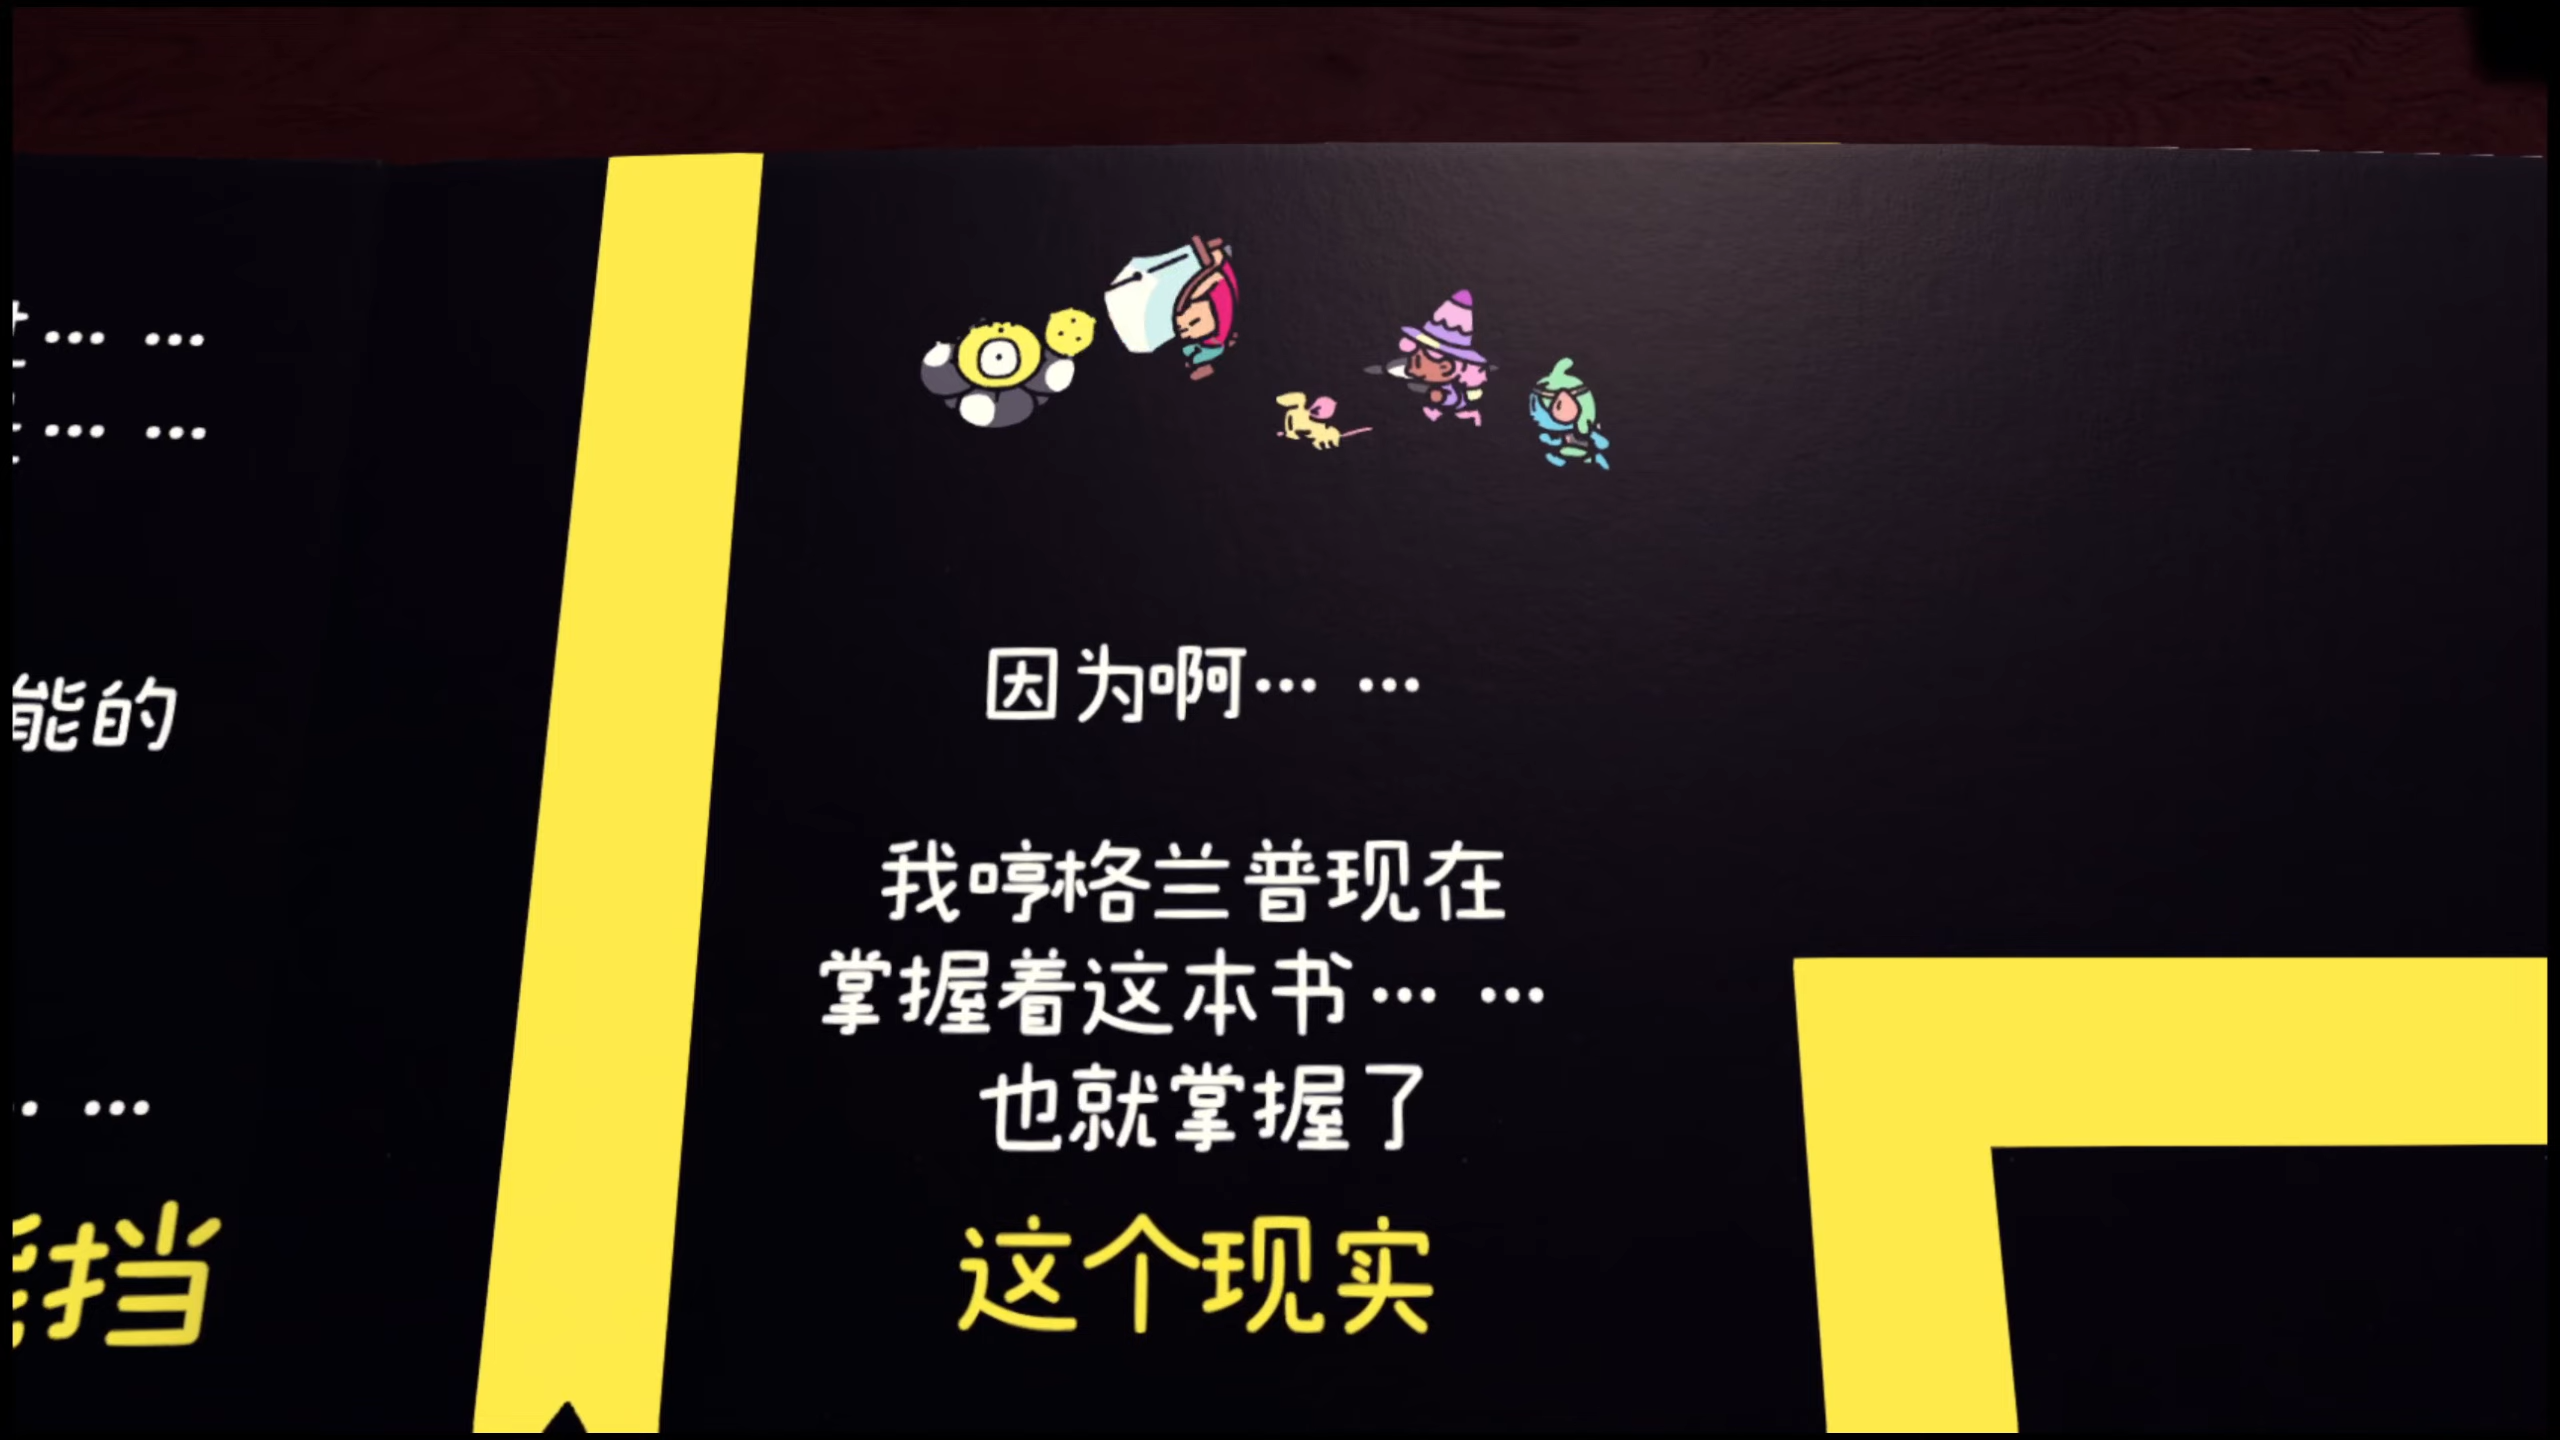 … …
… …
能的
… …
挡
因为啊… …
我哼格兰普现在
掌握着这本书… …
也就掌握了
这个现实